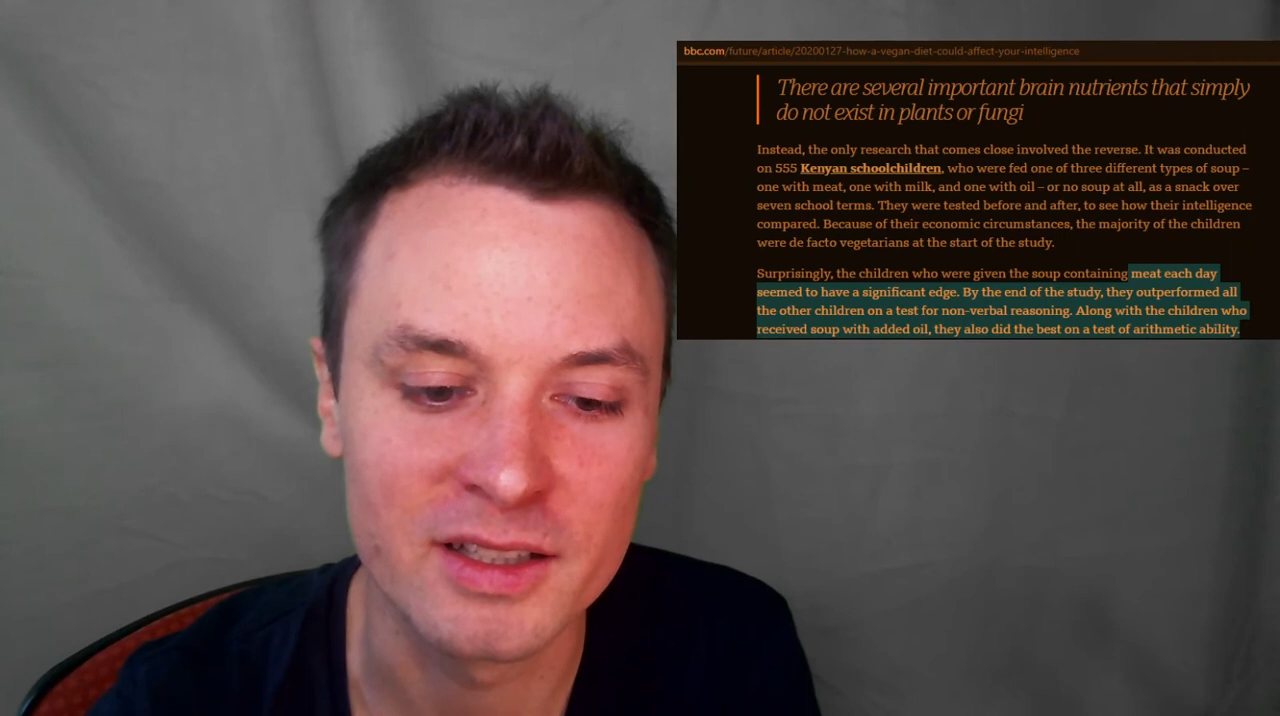 bbc.com/future/article/20200127-how-a-vegan-diet-could-affect-your-intelligence
There are several important brain nutrients that simply
do not exist in plants or fungi
Instead, the only research that comes close involved the reverse. It was conducted
on 555 Kenyan schoolchildren, who were fed one of three different types of soup –
one with meat, one with milk, and one with oil – or no soup at all, as a snack over
seven school terms. They were tested before and after, to see how their intelligence
compared. Because of their economic circumstances, the majority of the children
were de facto vegetarians at the start of the study.
Surprisingly, the children who were given the soup containing meat each day
seemed to have a significant edge. By the end of the study, they outperformed all
the other children on a test for non-verbal reasoning. Along with the children who
received soup with added oil, they also did the best on a test of arithmetic ability.